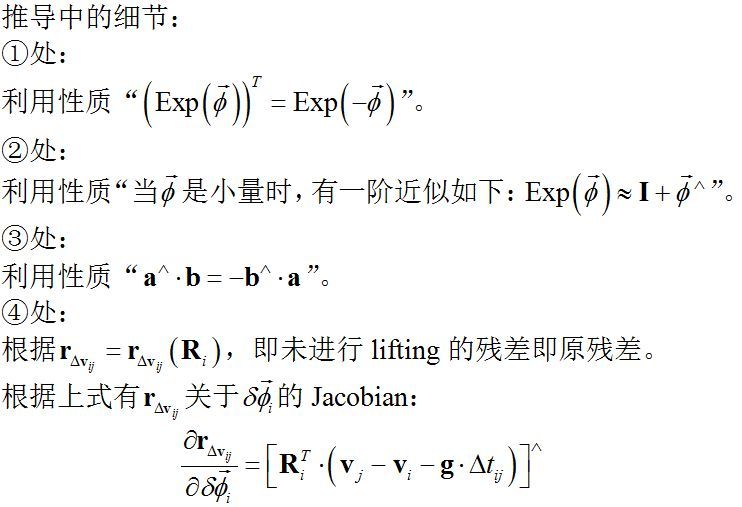 推导中的细节：
①处：
利用性质“$\left(\mathrm{Exp}\left(\vec{\phi}\right)\right)^{T}=\mathrm{Exp}\left(-\vec{\phi}\right)$”。
②处：
利用性质“当$\vec{\phi}$是小量时，有一阶近似如下：$\mathrm{Exp}\left(\vec{\phi}\right)\approx\mathbf{I}+\vec{\phi}^{\wedge}$”。
③处：
利用性质“$\mathbf{a}^{\wedge}\cdot\mathbf{b}=-\mathbf{b}^{\wedge}\cdot\mathbf{a}$”。
④处：
根据$\mathbf{r}_{\Delta\mathbf{v}_{ij}}=\mathbf{r}_{\Delta\mathbf{v}_{ij}}\left(\mathbf{R}_{i}\right)$，即未进行 lifting 的残差即原残差。
根据上式有$\mathbf{r}_{\Delta\mathbf{v}_{ij}}$关于$\delta\vec{\phi}_{i}$的 Jacobian：
$\frac{\partial\mathbf{r}_{\Delta\mathbf{v}_{ij}}}{\partial\delta\vec{\phi}_{i}}=\left[\mathbf{R}_{i}^{T}\cdot\left(\mathbf{v}_{j}-\mathbf{v}_{i}-\mathbf{g}\cdot\Delta t_{ij}\right)\right]^{\wedge}$